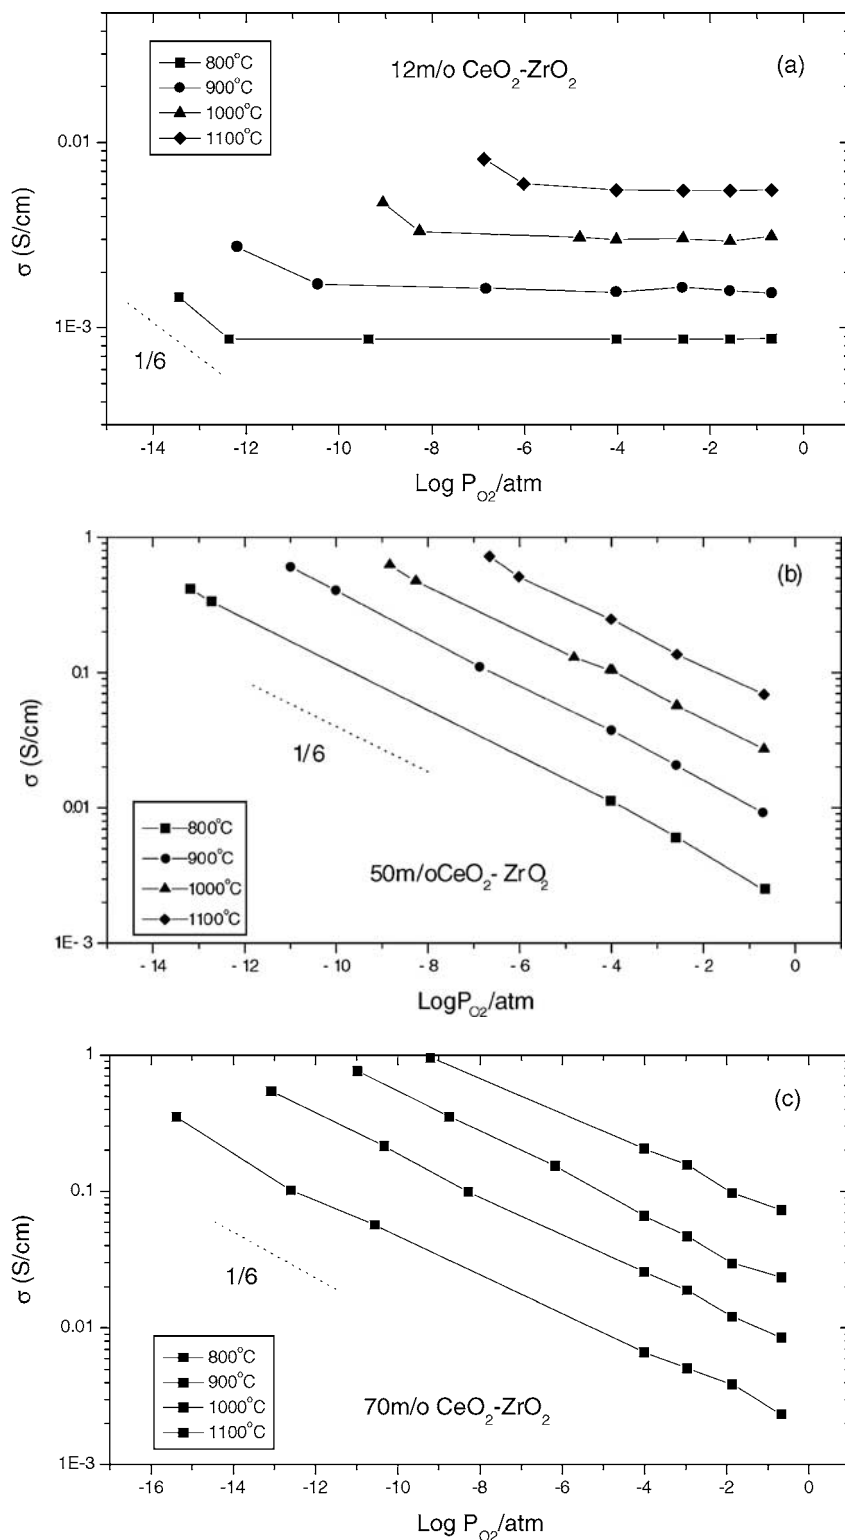 800°C
900°C
1000°C
1100°C
12m/o CeO₂-ZrO₂
(a)
0.01
1E-3
σ (S/cm)
1/6
-14 -12 -10 -8 -6 -4 -2 0
Log P_O2/atm
1
(b)
0.1
0.01
1E-3
σ (S/cm)
1/6
800°C
900°C
1000°C
1100°C
50m/oCeO₂- ZrO₂
-14 -12 -10 -8 -6 -4 -2 0
LogP_O2/atm
1
(c)
0.1
0.01
1E-3
σ (S/cm)
1/6
800°C
900°C
1000°C
1100°C
70m/o CeO₂-ZrO₂
-16 -14 -12 -10 -8 -6 -4 -2 0
Log P_O2/atm